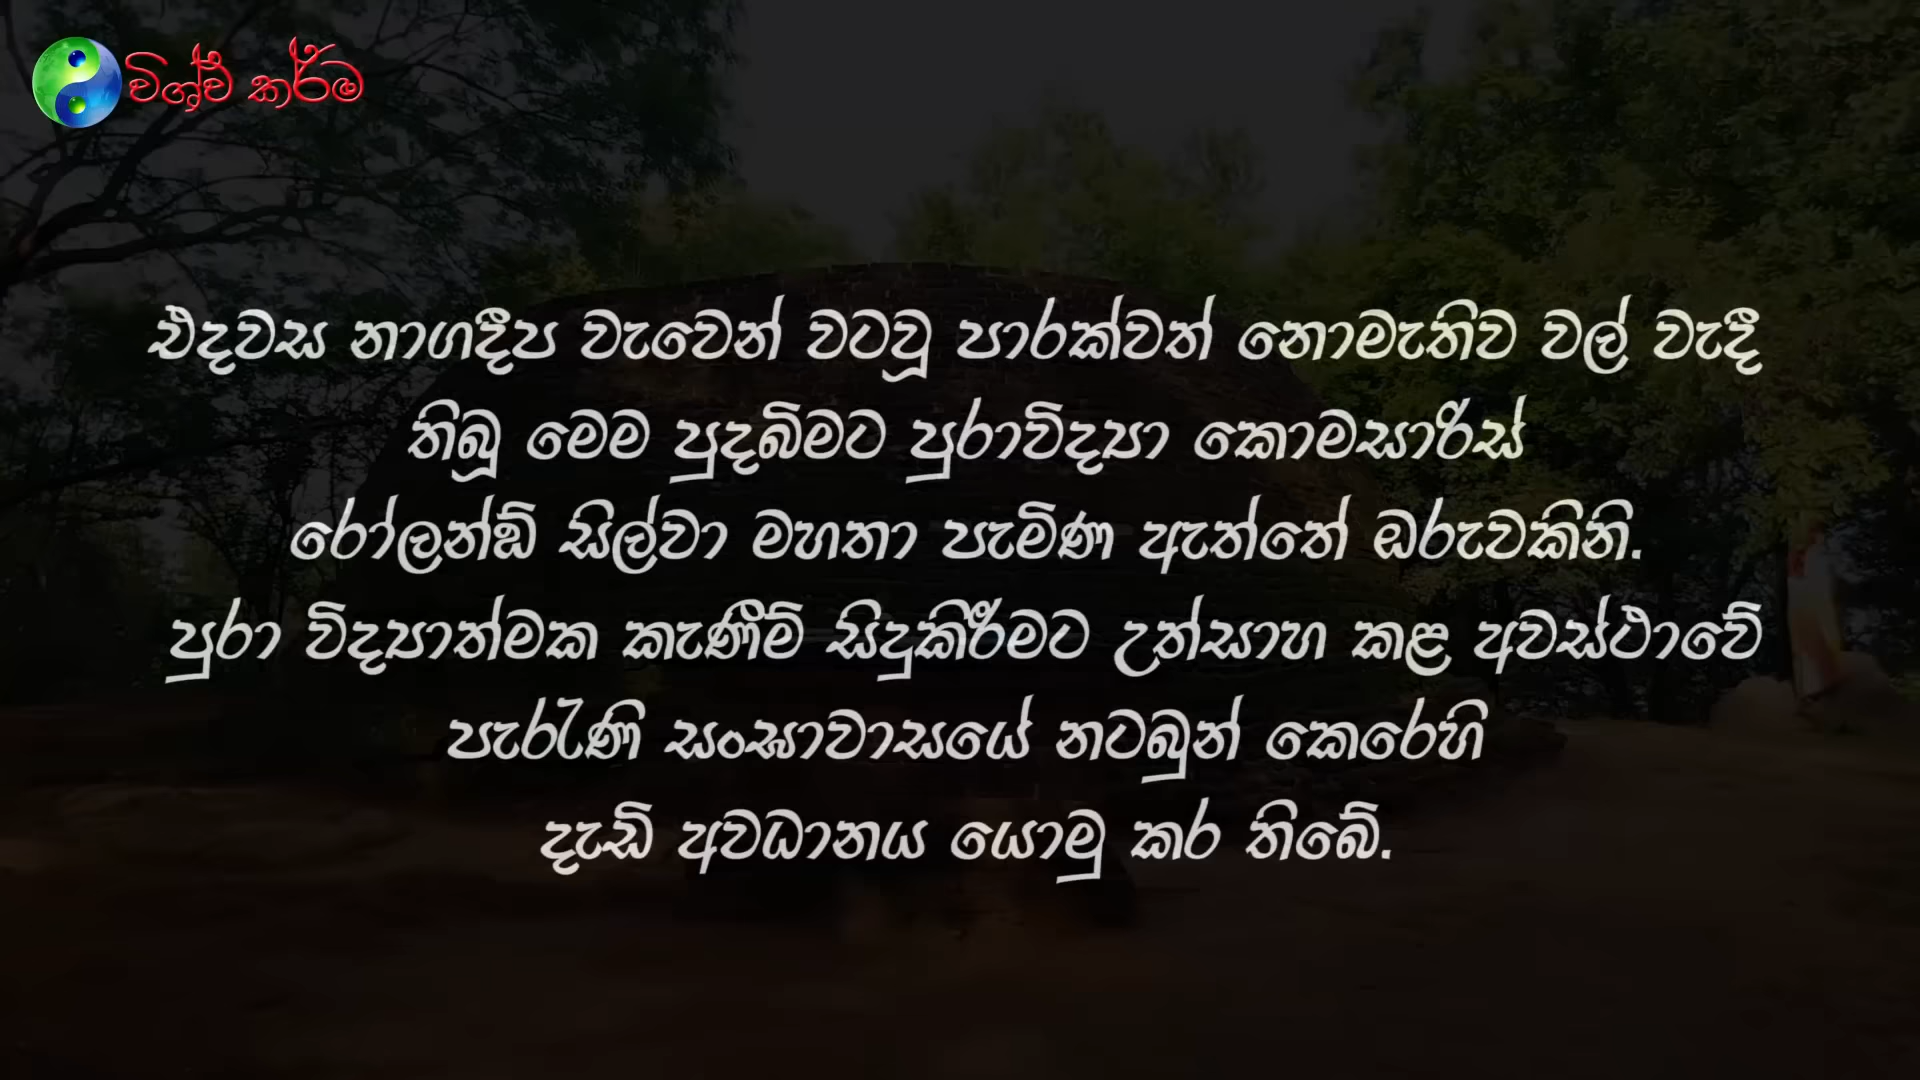 විශ්ව කර්ම
එදවස නාගදීප වැවෙන් වටවූ පාරක්වත් නොමැතිව වල් වැදී
තිබූ මෙම පුදබිමට පුරාවිද්‍යා කොමසාරිස්
රෝලන්ඞ් සිල්වා මහතා පැමිණ ඇත්තේ ඔරුවකිනි.
පුරා විද්‍යාත්මක කැණීම් සිදුකිරීමට උත්සාහ කළ අවස්ථාවේ
පැරැණි සංඝාවාසයේ නටබුන් කෙරෙහි
දැඩි අවධානය යොමු කර තිබේ.